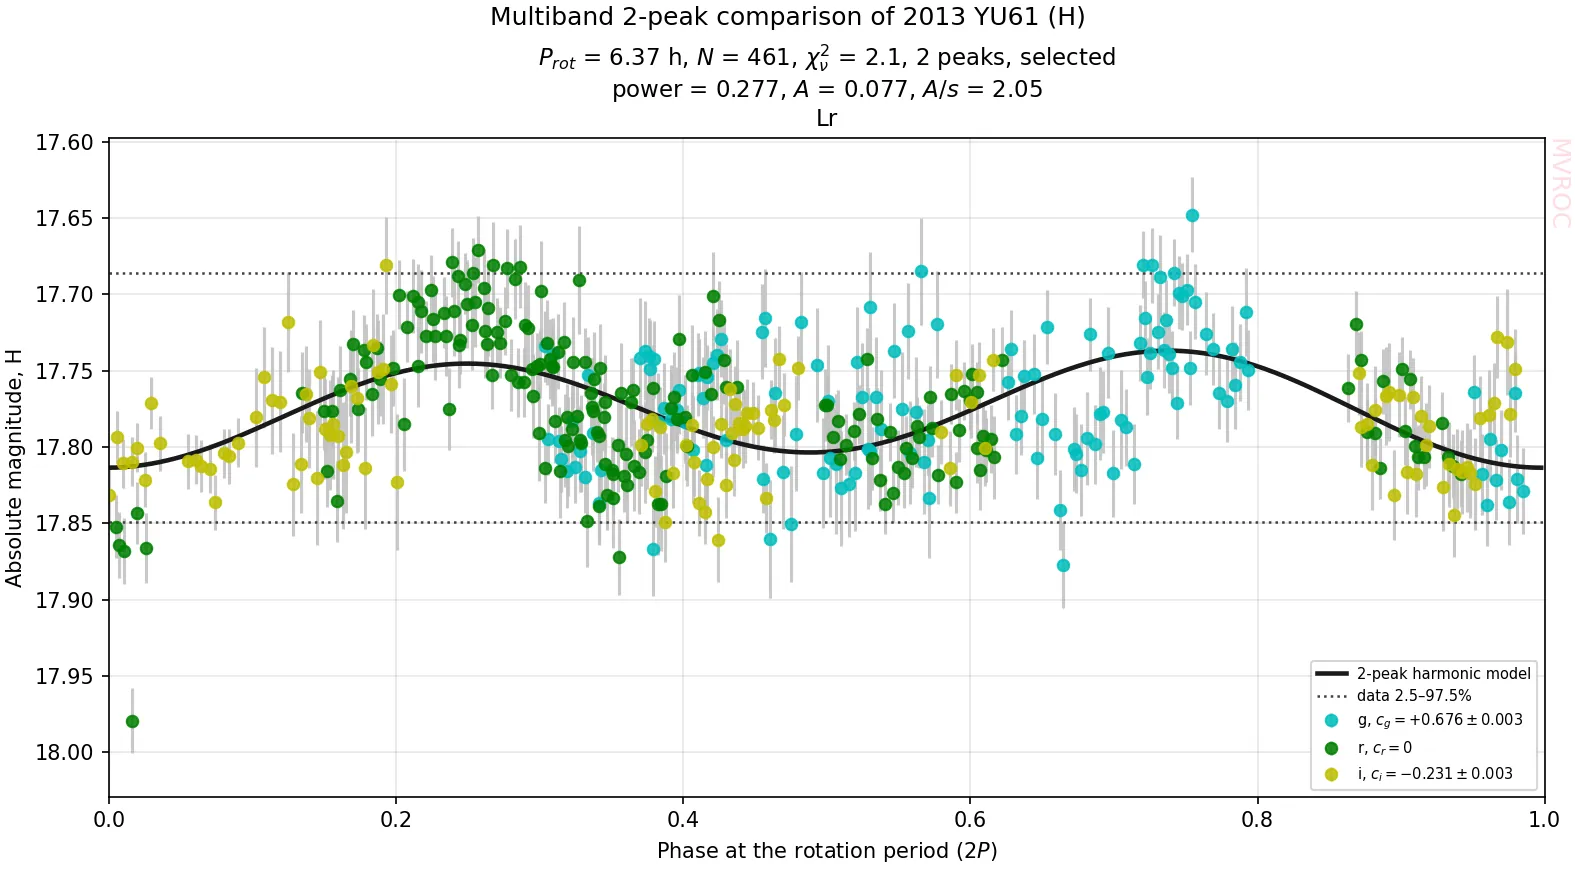 Multiband 2-peak comparison of 2013 YU61 (H)
P_rot = 6.37 h, N = 461, χ²_ν = 2.1, 2 peaks, selected
power = 0.277, A = 0.077, A/s = 2.05
Lr
MVROC
Absolute magnitude, H
17.60
17.65
17.70
17.75
17.80
17.85
17.90
17.95
18.00
2-peak harmonic model
data 2.5–97.5%
g, c_g = +0.676 ± 0.003
r, c_r = 0
i, c_i = −0.231 ± 0.003
0.0 0.2 0.4 0.6 0.8 1.0
Phase at the rotation period (2P)